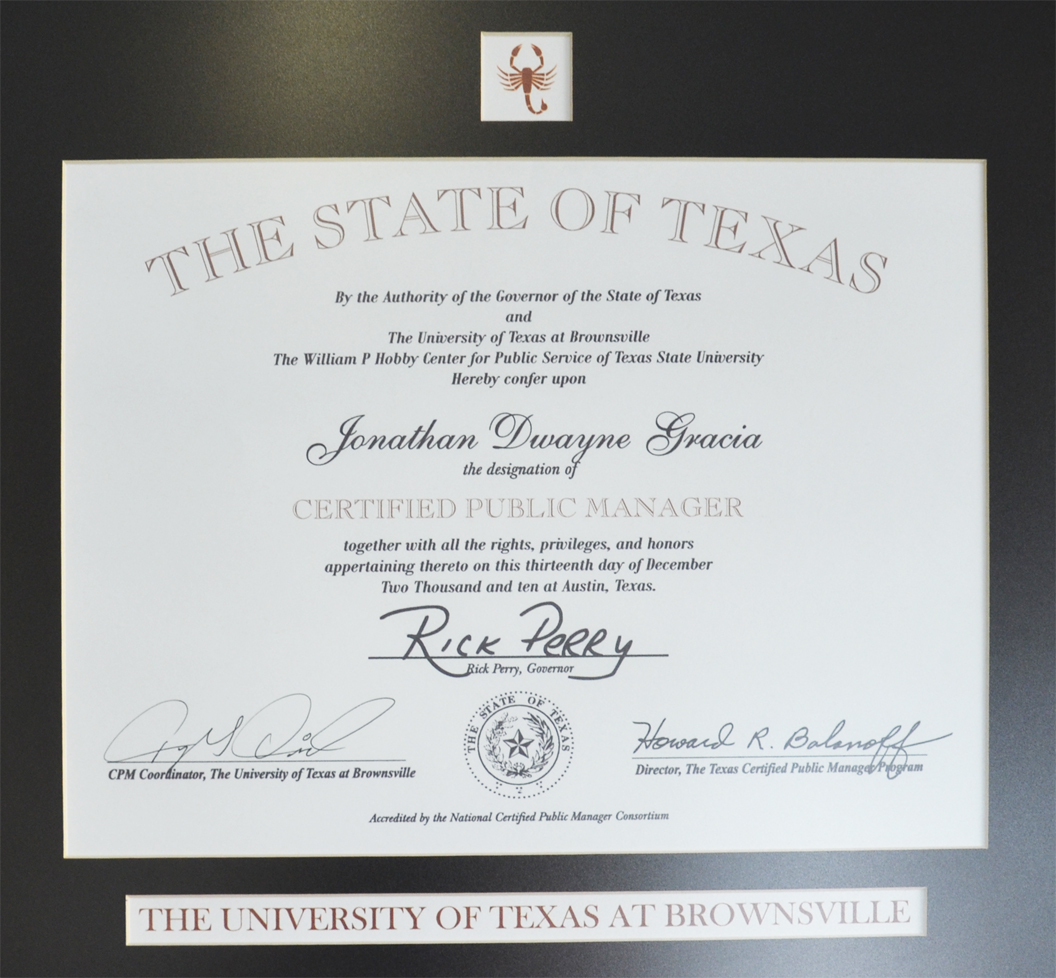 THE STATE OF TEXAS
By the Authority of the Governor of the State of Texas
and
The University of Texas at Brownsville
The William P Hobby Center for Public Service of Texas State University
Hereby confer upon
Jonathan Dwayne Gracia
the designation of
CERTIFIED PUBLIC MANAGER
together with all the rights, privileges, and honors
appertaining thereto on this thirteenth day of December
Two Thousand and ten at Austin, Texas.
Rick Perry
Rick Perry, Governor
THE STATE OF TEXAS
CPM Coordinator, The University of Texas at Brownsville
Howard R. Balanoff
Director, The Texas Certified Public Manager Program
Accredited by the National Certified Public Manager Consortium
THE UNIVERSITY OF TEXAS AT BROWNSVILLE